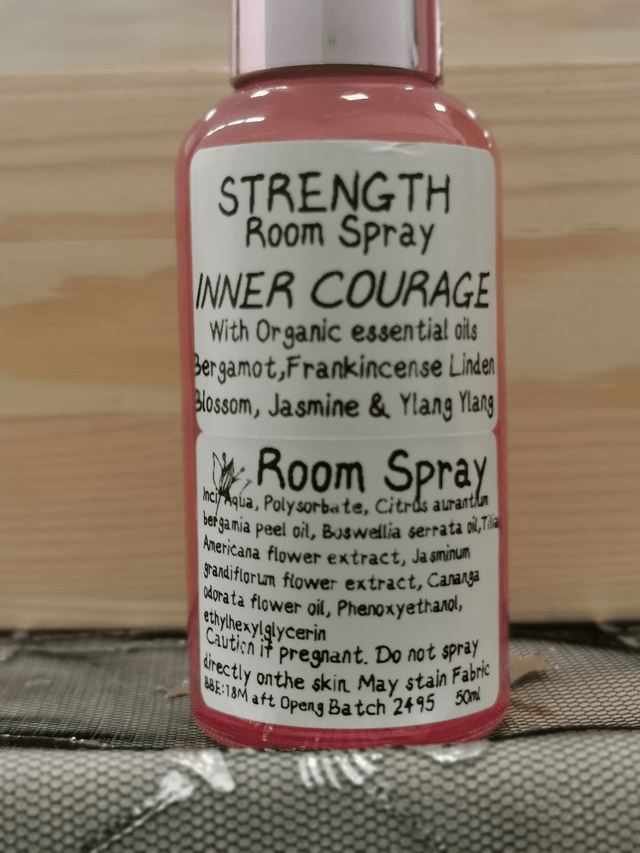 STRENGTH
Room Spray
INNER COURAGE
With Organic essential oils
Bergamot,Frankincense Linden
Blossom, Jasmine & Ylang Ylang
Room Spray
Inci Aqua, Polysorbate, Citrus aurantium
bergamia peel oil, Boswellia serrata oil,Tilia
Americana flower extract, Jasminum
grandiflorum flower extract, Cananga
odorata flower oil, Phenoxyethanol,
ethylhexylglycerin
Caution if pregnant. Do not spray
directly onthe skin. May stain Fabric
BBE:18M aft Openg Batch 2495 50ml